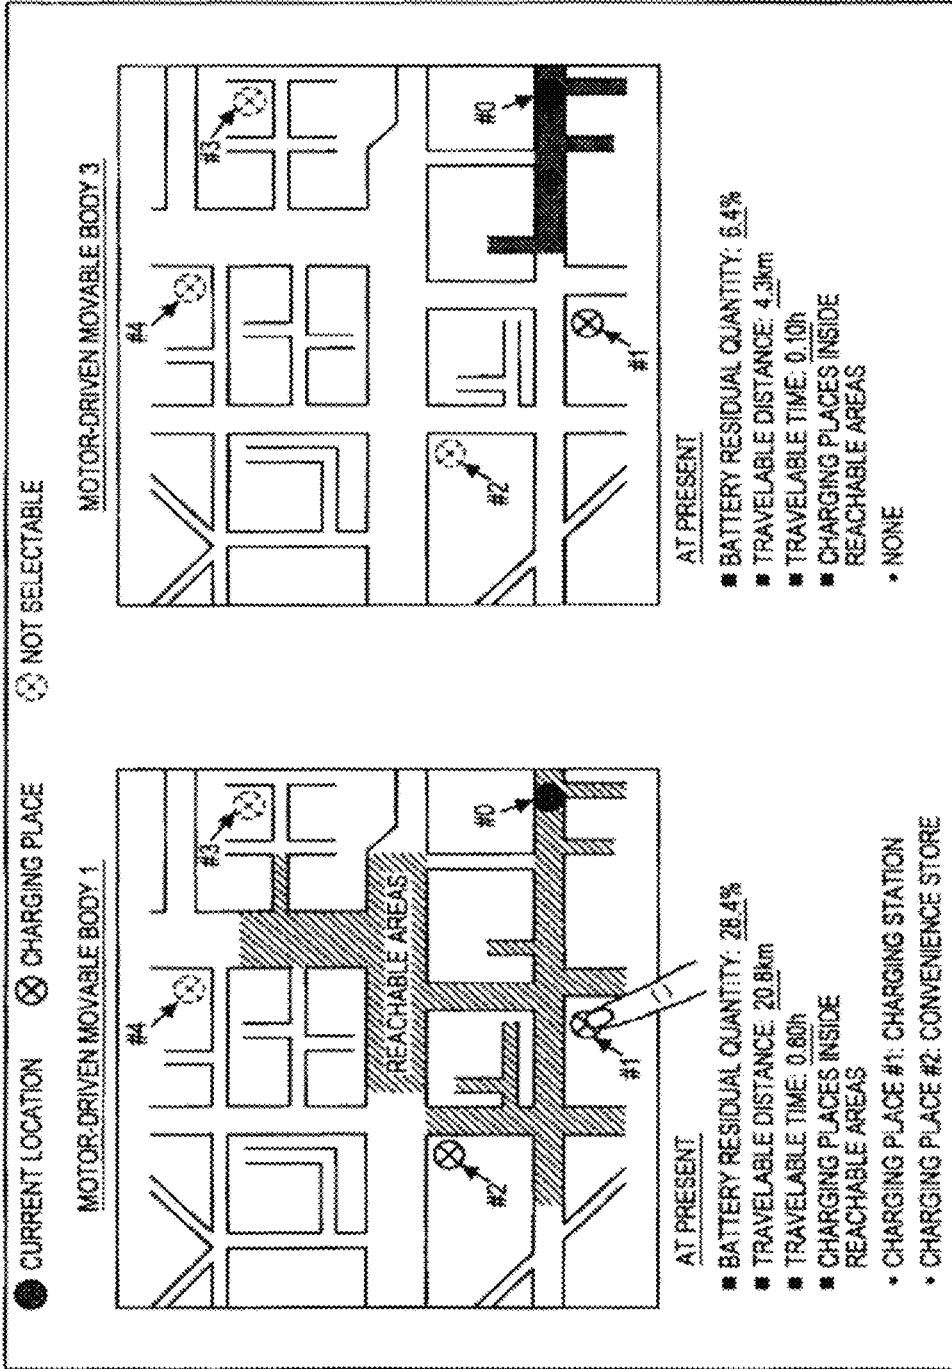 CURRENT LOCATION CHARGING PLACE NOT SELECTABLE
MOTOR-DRIVEN MOVABLE BODY 1
#4
#3
REACHABLE AREAS
#2
#0
#1
AT PRESENT
■ BATTERY RESIDUAL QUANTITY: 28.4%
■ TRAVELABLE DISTANCE: 20.8km
■ TRAVELABLE TIME: 0.60h
■ CHARGING PLACES INSIDE
REACHABLE AREAS
• CHARGING PLACE #1: CHARGING STATION
• CHARGING PLACE #2: CONVENIENCE STORE
MOTOR-DRIVEN MOVABLE BODY 3
#4
#3
#2
#0
#1
AT PRESENT
■ BATTERY RESIDUAL QUANTITY: 6.4%
■ TRAVELABLE DISTANCE: 4.3km
■ TRAVELABLE TIME: 0.10h
■ CHARGING PLACES INSIDE
REACHABLE AREAS
• NONE